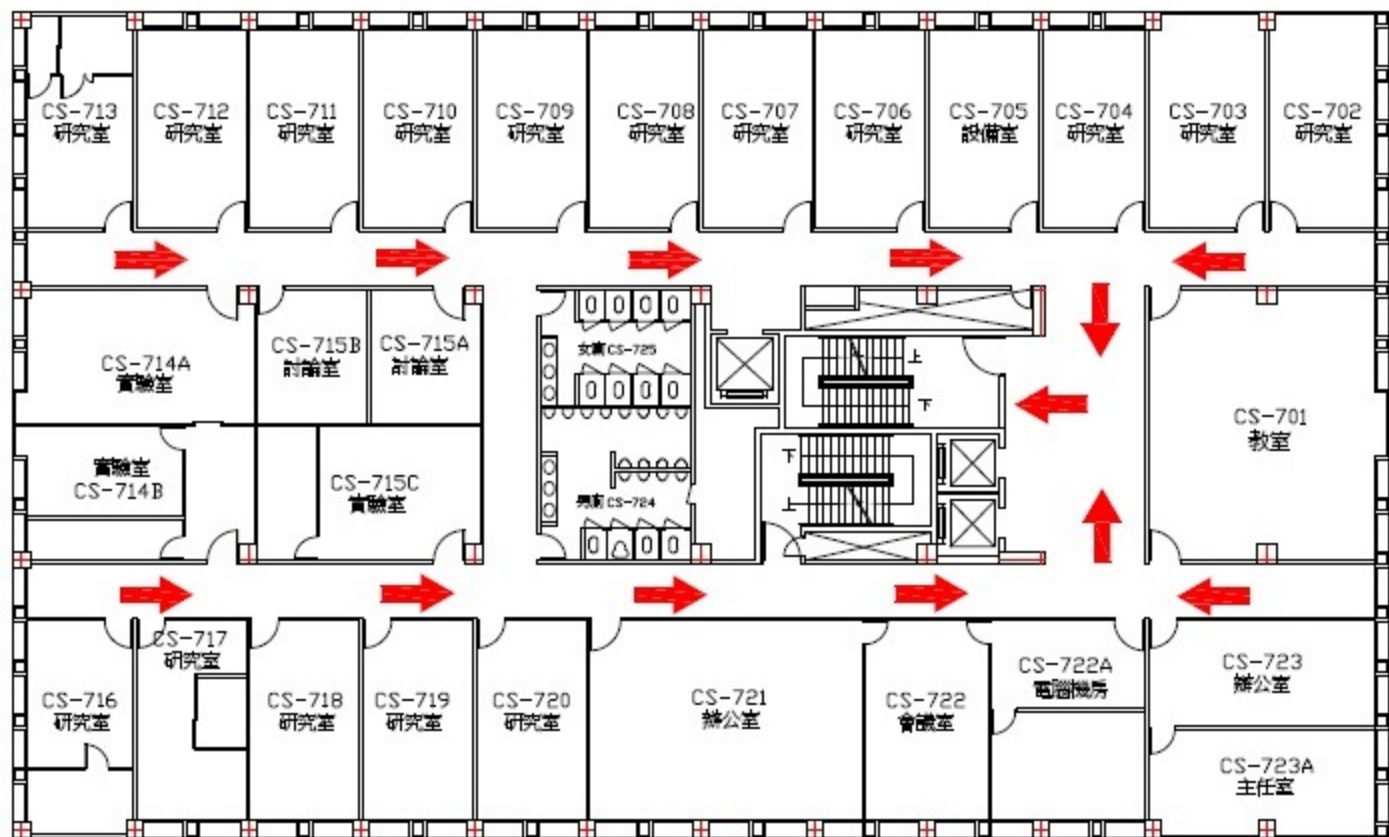 CS-713
研究室
CS-712
研究室
CS-711
研究室
CS-710
研究室
CS-709
研究室
CS-708
研究室
CS-707
研究室
CS-706
研究室
CS-705
設備室
CS-704
研究室
CS-703
研究室
CS-702
研究室
CS-714A
實驗室
CS-715B
討論室
CS-715A
討論室
女廁CS-725
上
下
CS-701
教室
實驗室
CS-714B
CS-715C
實驗室
男廁CS-724
下
上
CS-716
研究室
CS-717
研究室
CS-718
研究室
CS-719
研究室
CS-720
研究室
CS-721
辦公室
CS-722
會議室
CS-722A
電腦機房
CS-723
辦公室
CS-723A
主任室